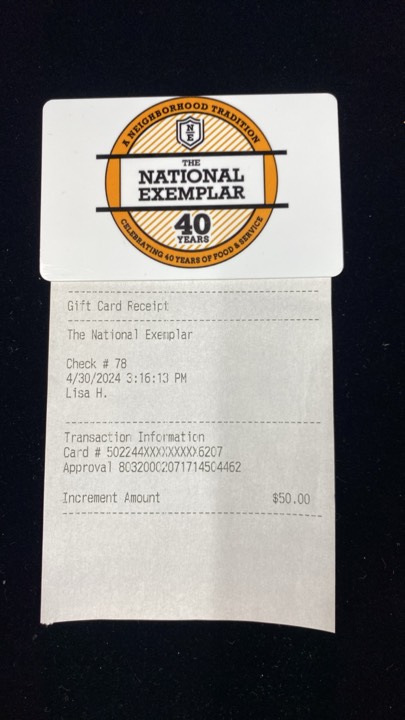 A NEIGHBORHOOD TRADITION
N
E
THE
NATIONAL
EXEMPLAR
40
YEARS
CELEBRATING 40 YEARS OF FOOD & SERVICE
Gift Card Receipt
The National Exemplar
Check # 78
4/30/2024 3:16:13 PM
Lisa H.
Transaction Information
Card # 502244XXXXXXXXX6207
Approval 80320002071714504462
Increment Amount $50.00